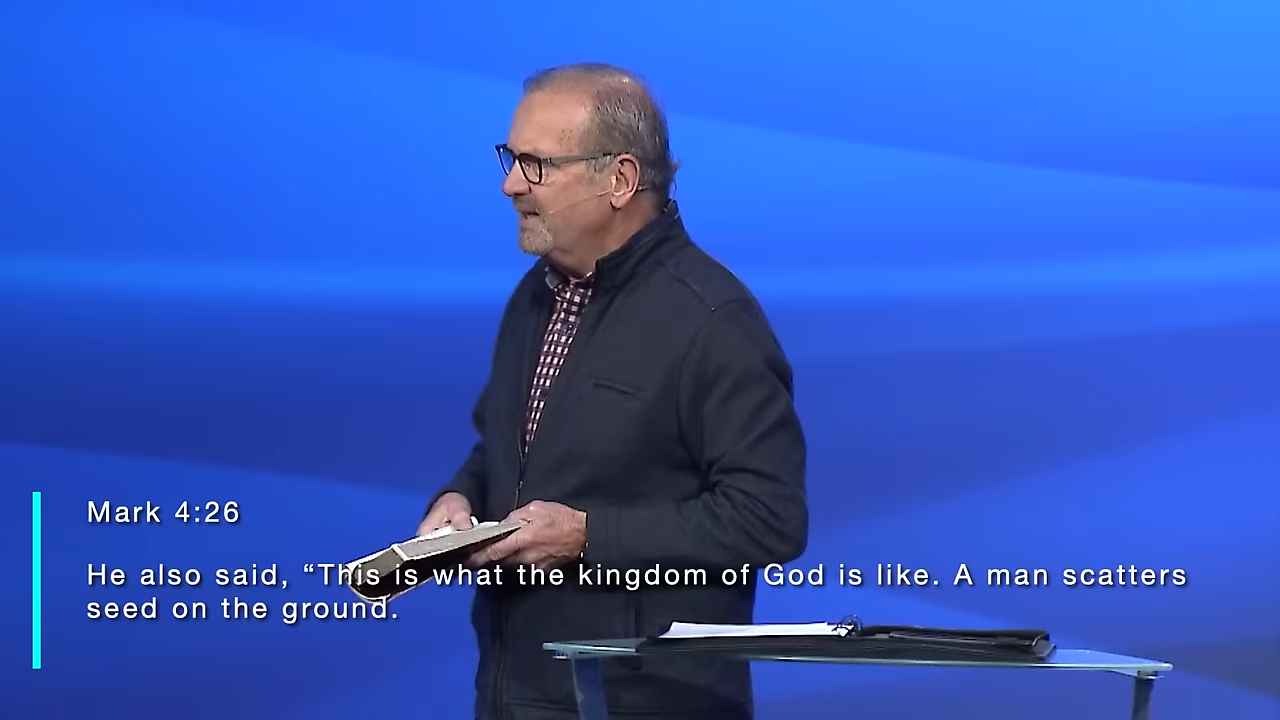 Mark 4:26
He also said, “This is what the kingdom of God is like. A man scatters
seed on the ground.